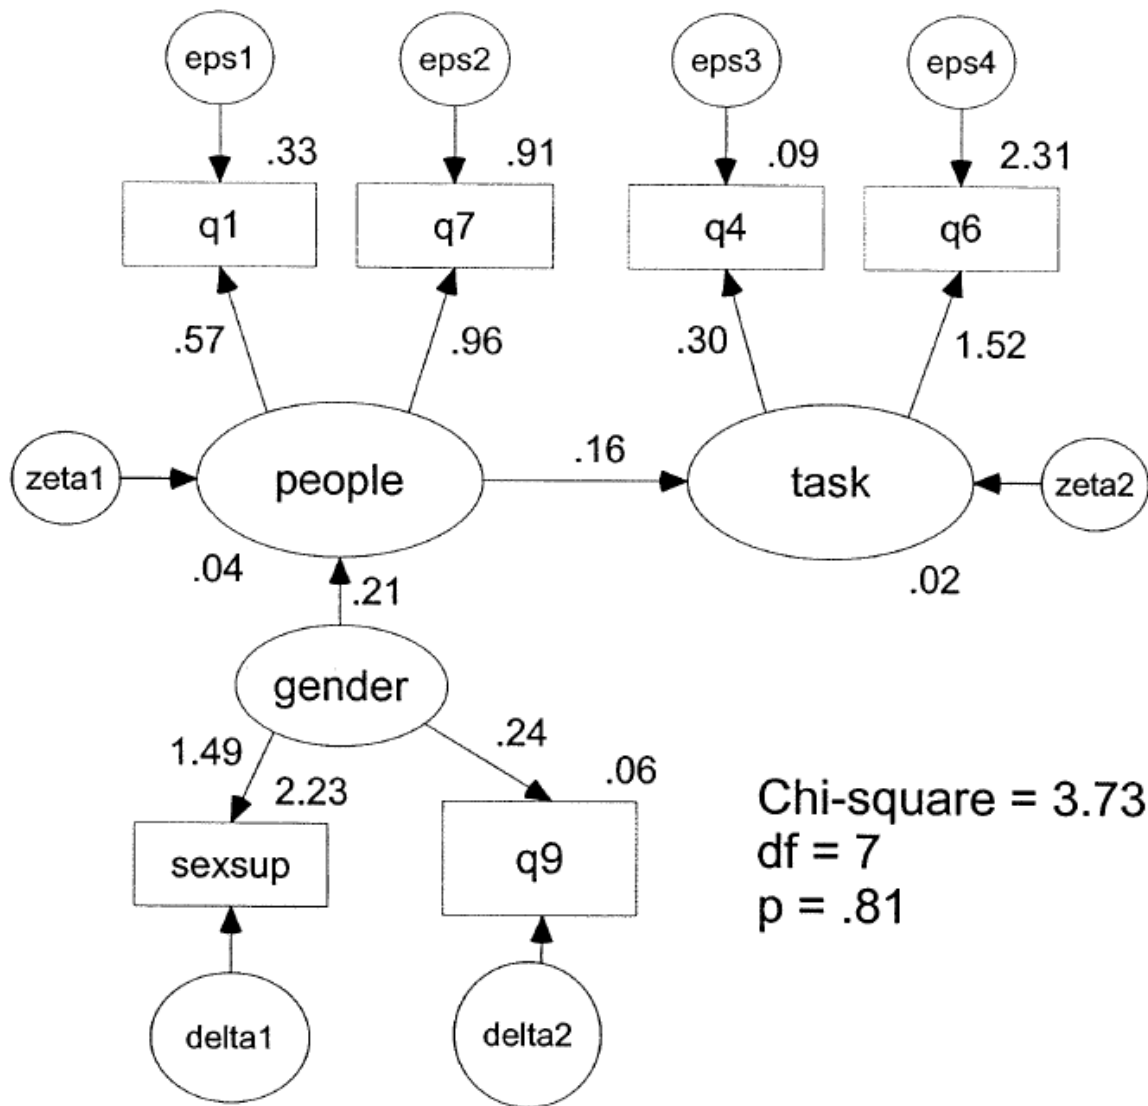 eps1
eps2
eps3
eps4
.33
.91
.09
2.31
q1
q7
q4
q6
.57
.96
.30
1.52
zeta1
people
.16
task
zeta2
.04
.21
.02
gender
1.49
.24
2.23
.06
sexsup
q9
Chi-square = 3.73
df = 7
p = .81
delta1
delta2